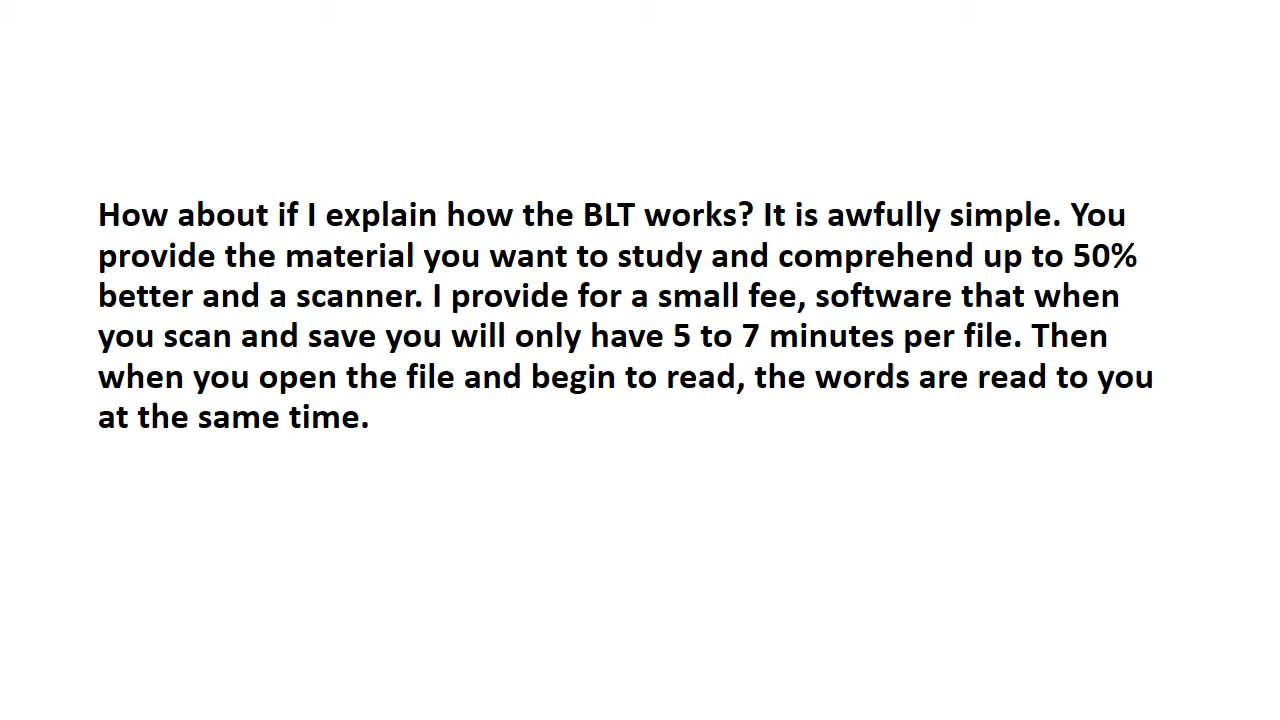 How about if I explain how the BLT works? It is awfully simple. You
provide the material you want to study and comprehend up to 50%
better and a scanner. I provide for a small fee, software that when
you scan and save you will only have 5 to 7 minutes per file. Then
when you open the file and begin to read, the words are read to you
at the same time.